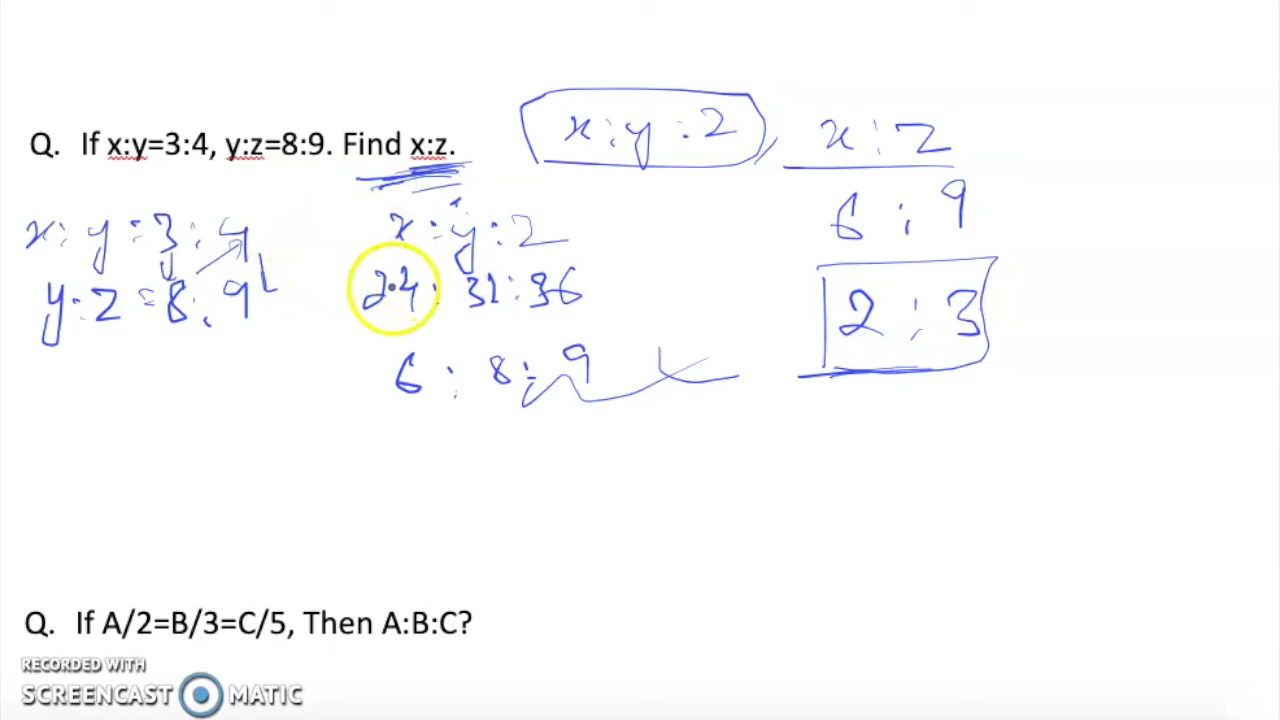 Q. If x:y=3:4, y:z=8:9. Find x:z.
x:y:z, x:z
6:9
2:3
x:y=3:4
y:z=8:9
x:y:z
24:32:36
6:8:9
Q. If A/2=B/3=C/5, Then A:B:C?
RECORDED WITH
SCREENCAST MATIC